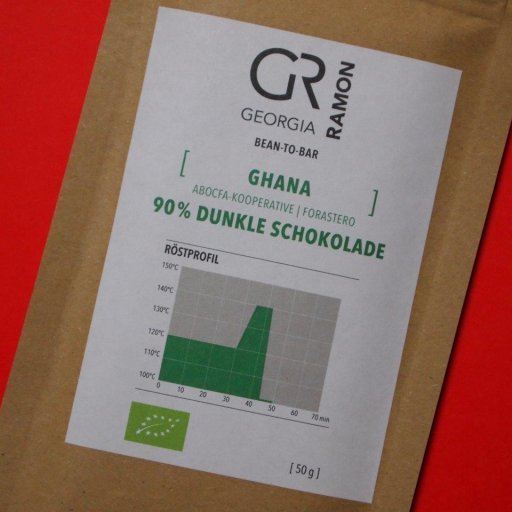 GR
GEORGIA
RAMON
BEAN-TO-BAR
[ GHANA ]
ABOCFA-KOOPERATIVE | FORASTERO
90% DUNKLE SCHOKOLADE
RÖSTPROFIL
150°C
140°C
130°C
120°C
110°C
100°C
0 10 20 30 40 50 60 70 min
[ 50 g ]